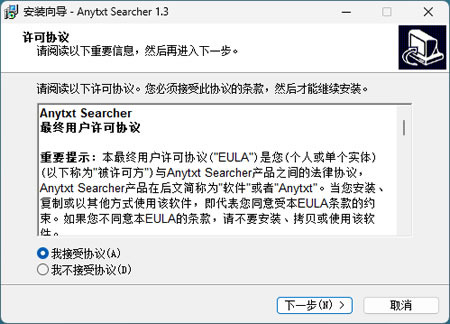 安装向导 - Anytxt Searcher 1.3
许可协议
请阅读以下重要信息，然后再进入下一步。
请阅读以下许可协议。您必须接受此协议的条款，然后才能继续安装。
Anytxt Searcher
最终用户许可协议
重要提示：本最终用户许可协议("EULA")是您(个人或单个实体)
(以下称为"被许可方")与Anytxt Searcher产品之间的法律协议，
Anytxt Searcher产品在后文简称为"软件"或者"Anytxt"。当您安装、
复制或以其他方式使用该软件，即代表您同意受本EULA条款的约
束。如果您不同意本EULA的条款，请不要安装、拷贝或使用该软
件。
我接受协议(A)
我不接受协议(D)
下一步(N) >
取消